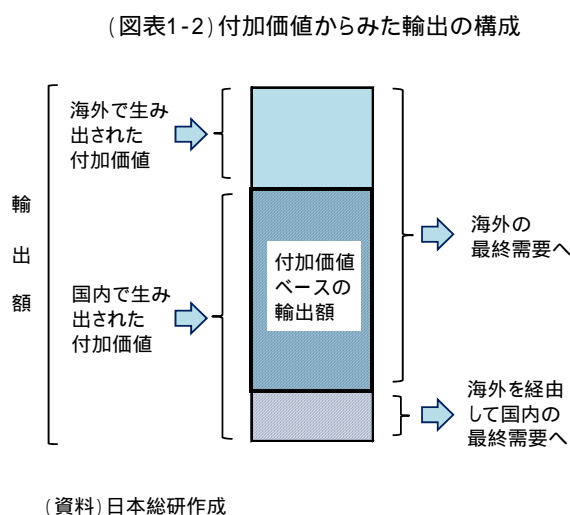 (図表1-2)付加価値からみた輸出の構成
海外で生み
出された
付加価値
輸
出
額
国内で生み
出された
付加価値
付加価値
ベースの
輸出額
海外の
最終需要へ
海外を経由
して国内の
最終需要へ
(資料)日本総研作成